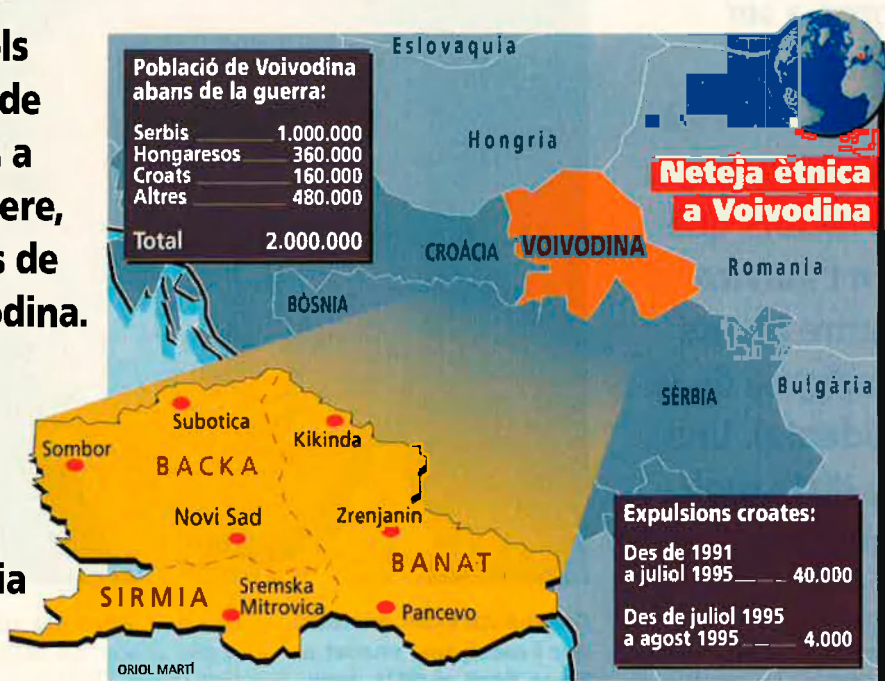 ls
de
a
ere,
s de
odina.
ia
Població de Voivodina
abans de la guerra:
Serbis 1.000.000
Hongaresos 360.000
Croats 160.000
Altres 480.000
Total 2.000.000
Neteja ètnica
a Voivodina
Eslovaquia
Hongria
CROÀCIA
VOIVODINA
Romania
BÒSNIA
SÈRBIA
Bulgària
Subotica
Kikinda
Sombor
BACKA
Novi Sad
Zrenjanin
BANAT
SIRMIA
Sremska
Mitrovica
Pancevo
ORIOL MARTÍ
Expulsions croates:
Des de 1991
a juliol 1995 40.000
Des de juliol 1995
a agost 1995 4.000